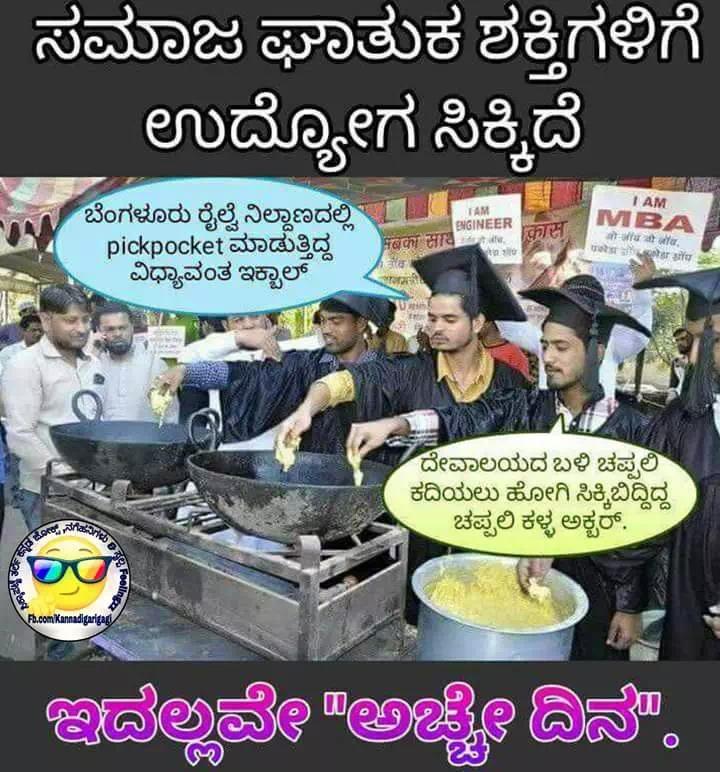 ಸಮಾಜ ಘಾತುಕ ಶಕ್ತಿಗಳಿಗೆ
ಉದ್ಯೋಗ ಸಿಕ್ಕಿದೆ
ಬೆಂಗಳೂರು ರೈಲ್ವೆ ನಿಲ್ದಾಣದಲ್ಲಿ
pickpocket ಮಾಡುತ್ತಿದ್ದ
ವಿಧ್ಯಾವಂತ ಇಕ್ಬಾಲ್
I AM
ENGINEER
I AM
MBA
सबका साथ
ದೇವಾಲಯದ ಬಳಿ ಚಪ್ಪಲಿ
ಕದಿಯಲು ಹೋಗಿ ಸಿಕ್ಕಿಬಿದ್ದಿದ್ದ
ಚಪ್ಪಲಿ ಕಳ್ಳ ಅಕ್ಬರ್.
Fb.com/Kannadigarigagi
ಇದಲ್ಲವೇ "ಅಚ್ಚೇ ದಿನ".